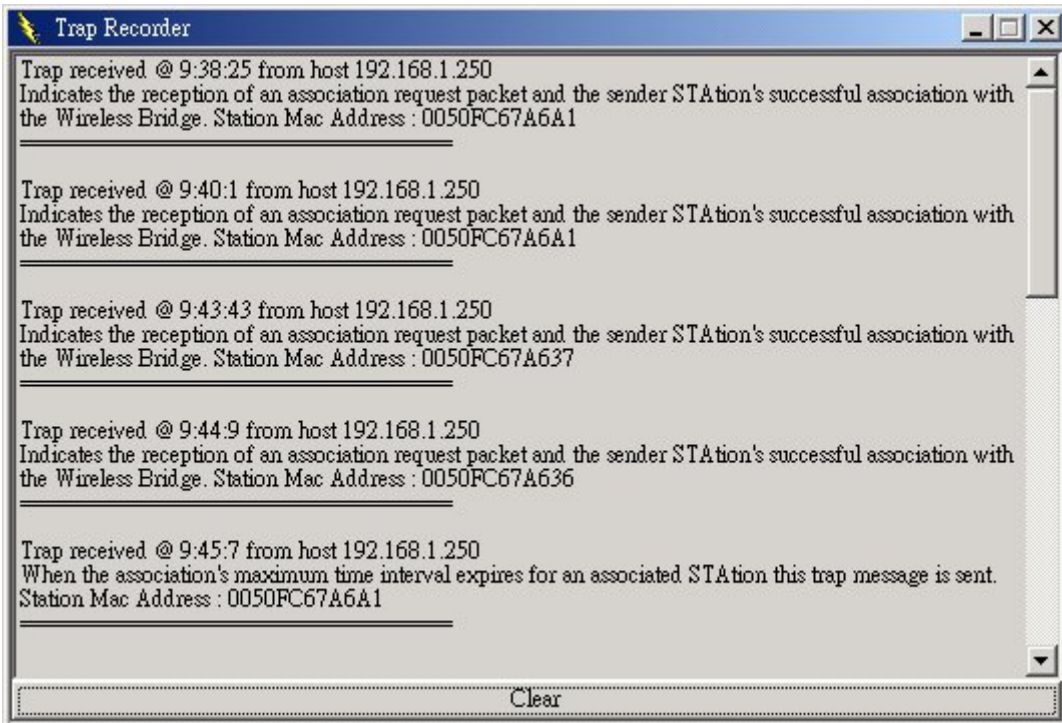 Trap Recorder
Trap received @ 9:38:25 from host 192.168.1.250
Indicates the reception of an association request packet and the sender STAtion's successful association with
the Wireless Bridge. Station Mac Address : 0050FC67A6A1
Trap received @ 9:40:1 from host 192.168.1.250
Indicates the reception of an association request packet and the sender STAtion's successful association with
the Wireless Bridge. Station Mac Address : 0050FC67A6A1
Trap received @ 9:43:43 from host 192.168.1.250
Indicates the reception of an association request packet and the sender STAtion's successful association with
the Wireless Bridge. Station Mac Address : 0050FC67A637
Trap received @ 9:44:9 from host 192.168.1.250
Indicates the reception of an association request packet and the sender STAtion's successful association with
the Wireless Bridge. Station Mac Address : 0050FC67A636
Trap received @ 9:45:7 from host 192.168.1.250
When the association's maximum time interval expires for an associated STAtion this trap message is sent.
Station Mac Address : 0050FC67A6A1
Clear